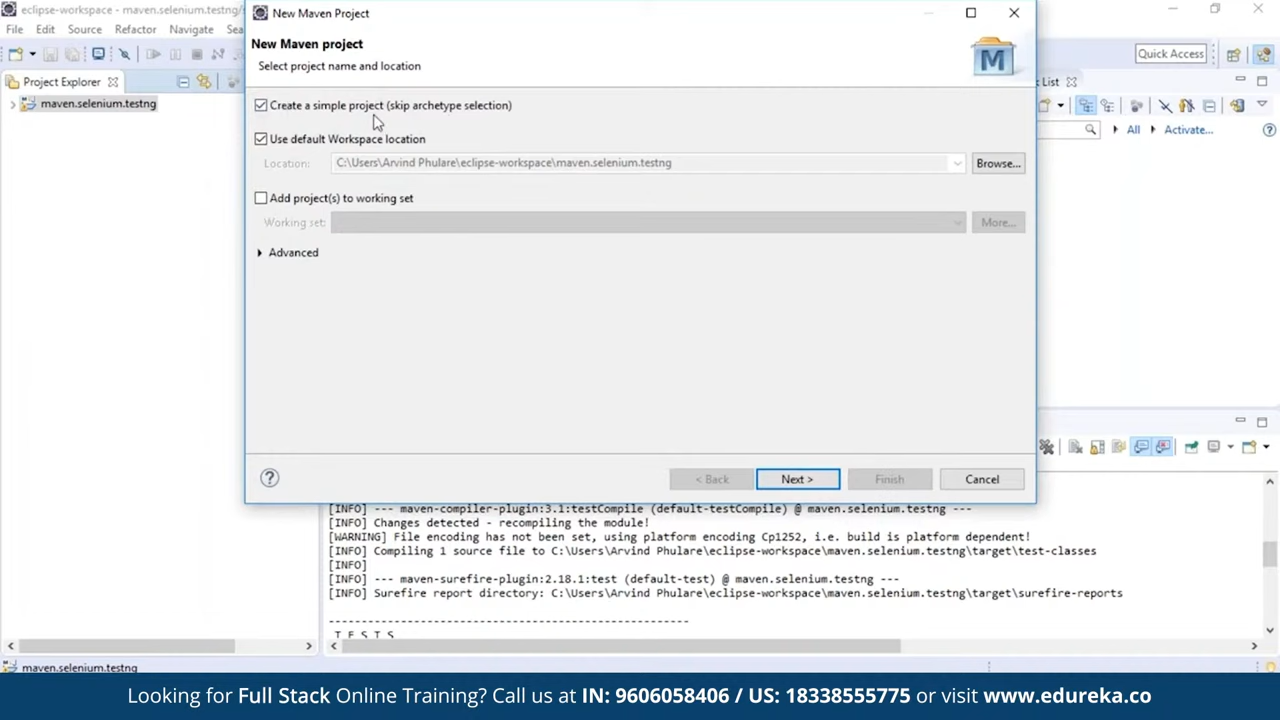 eclipse-workspace - maven.selenium.testng/s
New Maven Project
File Edit Source Refactor Navigate Sea
New Maven project
Select project name and location
Quick Access
Project Explorer
List
maven.selenium.testng
Create a simple project (skip archetype selection)
All Activate...
Use default Workspace location
Location: C:\Users\Arvind Phulare\eclipse-workspace\maven.selenium.testng Browse...
Add project(s) to working set
Working set: More...
Advanced
< Back Next > Finish Cancel
[INFO] --- maven-compiler-plugin:3.1:testCompile (default-testCompile) @ maven.selenium.testng ---
[INFO] Changes detected - recompiling the module!
[WARNING] File encoding has not been set, using platform encoding Cp1252, i.e. build is platform dependent!
[INFO] Compiling 1 source file to C:\Users\Arvind Phulare\eclipse-workspace\maven.selenium.testng\target\test-classes
[INFO]
[INFO] --- maven-surefire-plugin:2.18.1:test (default-test) @ maven.selenium.testng ---
[INFO] Surefire report directory: C:\Users\Arvind Phulare\eclipse-workspace\maven.selenium.testng\target\surefire-reports
-------------------------------------------------------
T E S T S
maven.selenium.testng
Looking for Full Stack Online Training? Call us at IN: 9606058406 / US: 18338555775 or visit www.edureka.co